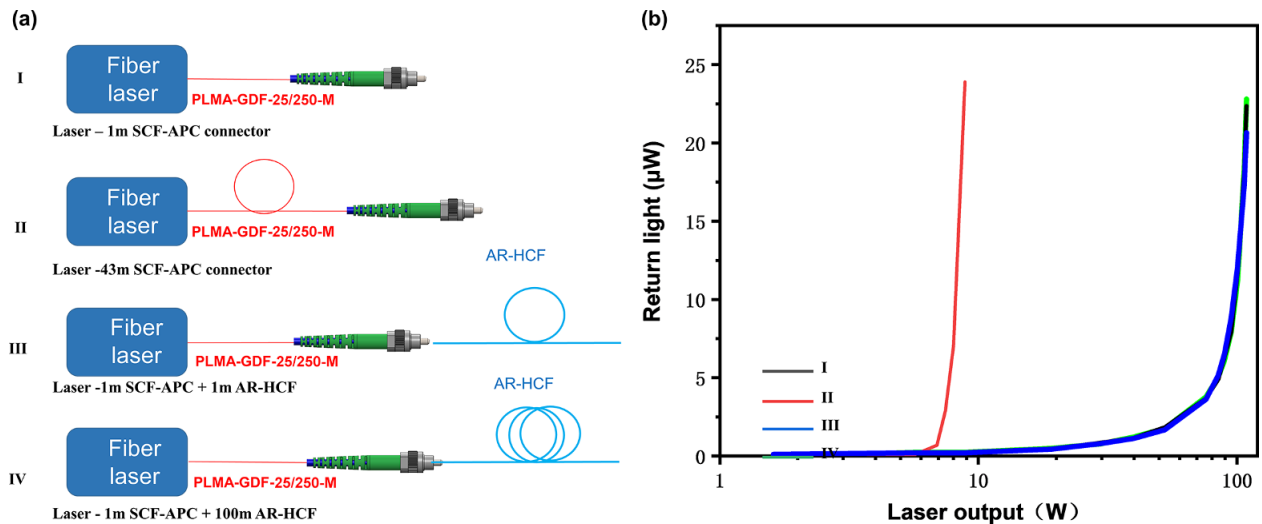 (a)
I
Fiber
laser
PLMA-GDF-25/250-M
Laser – 1m SCF-APC connector
II
Fiber
laser
PLMA-GDF-25/250-M
Laser -43m SCF-APC connector
AR-HCF
III
Fiber
laser
PLMA-GDF-25/250-M
Laser -1m SCF-APC + 1m AR-HCF
AR-HCF
IV
Fiber
laser
PLMA-GDF-25/250-M
Laser - 1m SCF-APC + 100m AR-HCF
(b)
Return light (μW)
25
20
15
10
5
0
I
II
III
IV
1
10
100
Laser output（W）